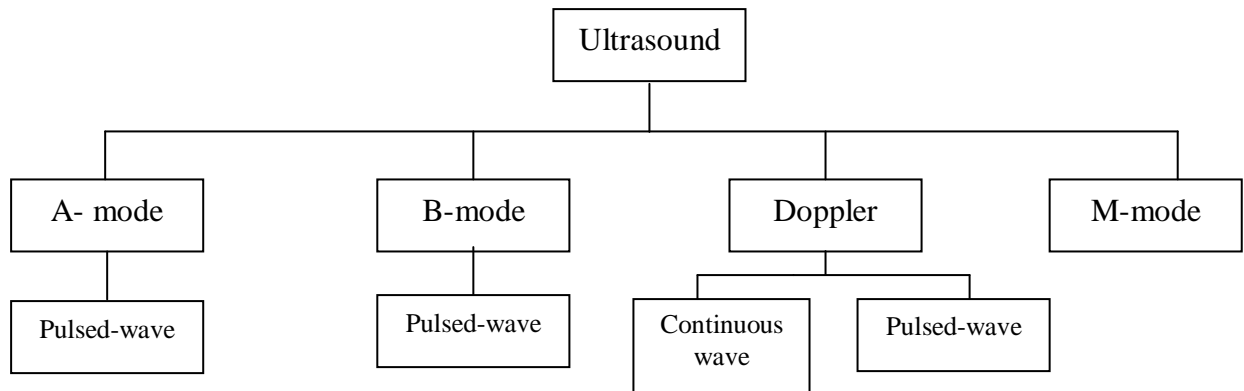 Ultrasound
A- mode
B-mode
Doppler
M-mode
Pulsed-wave
Pulsed-wave
Continuous
wave
Pulsed-wave